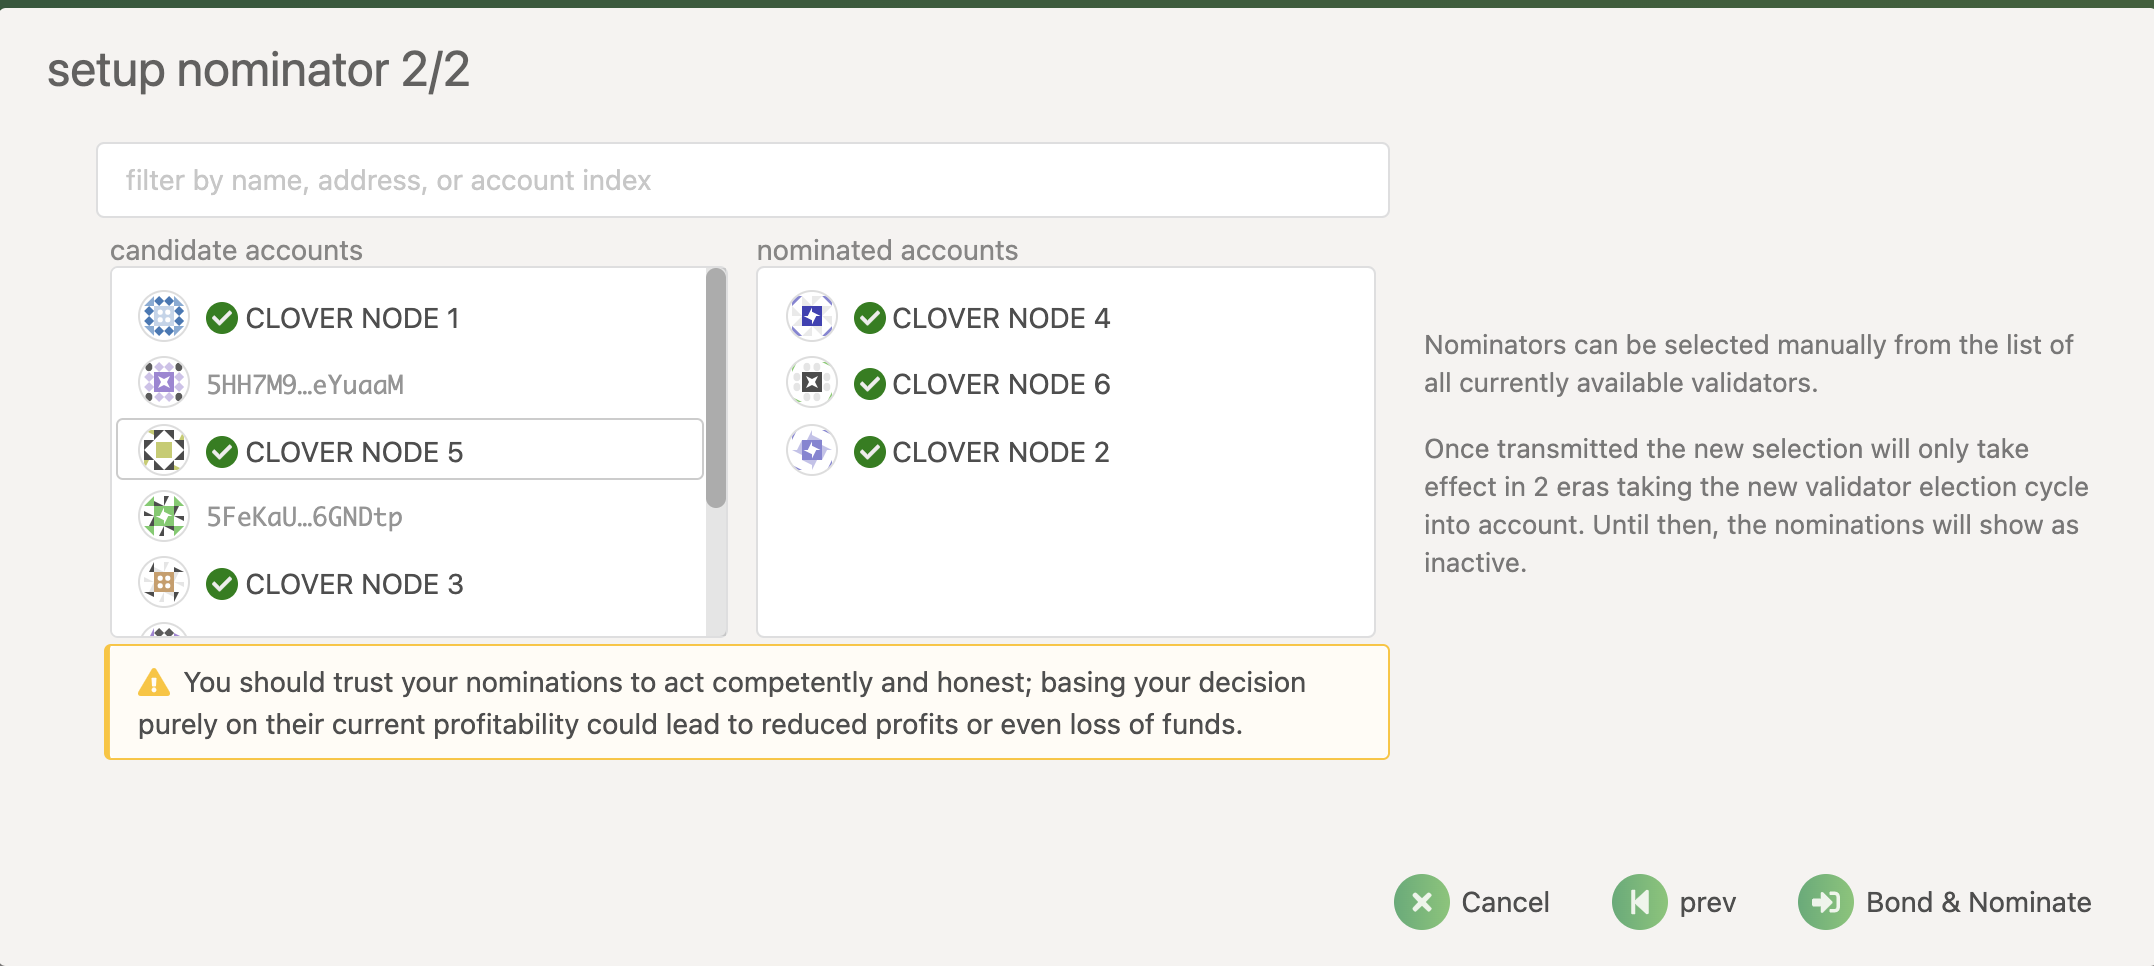 setup nominator 2/2
filter by name, address, or account index
candidate accounts
CLOVER NODE 1
5HH7M9…eYuaaM
CLOVER NODE 5
5FeKaU…6GNDtp
CLOVER NODE 3
nominated accounts
CLOVER NODE 4
CLOVER NODE 6
CLOVER NODE 2
Nominators can be selected manually from the list of
all currently available validators.
Once transmitted the new selection will only take
effect in 2 eras taking the new validator election cycle
into account. Until then, the nominations will show as
inactive.
You should trust your nominations to act competently and honest; basing your decision
purely on their current profitability could lead to reduced profits or even loss of funds.
Cancel
prev
Bond & Nominate